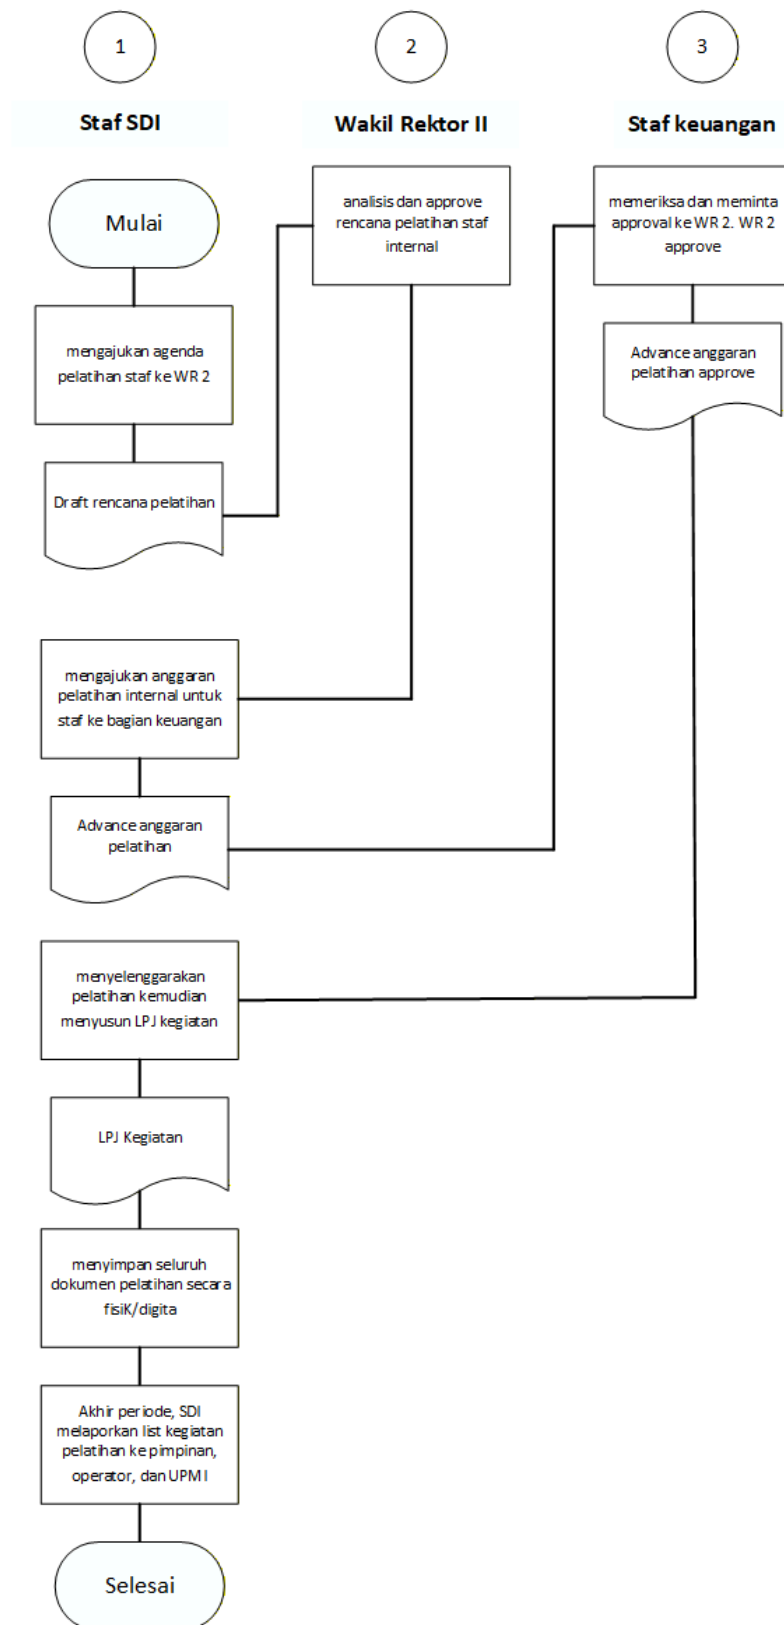 1
2
3
Staf SDI
Wakil Rektor II
Staf keuangan
Mulai
analisis dan approve
rencana pelatihan staf
internal
memeriksa dan meminta
approval ke WR 2. WR 2
approve
mengajukan agenda
pelatihan staf ke WR 2
Advance anggaran
pelatihan approve
Draft rencana pelatihan
mengajukan anggaran
pelatihan internal untuk
staf ke bagian keuangan
Advance anggaran
pelatihan
menyelenggarakan
pelatihan kemudian
menyusun LPJ kegiatan
LPJ Kegiatan
menyimpan seluruh
dokumen pelatihan secara
fisiK/digita
Akhir periode, SDI
melaporkan list kegiatan
pelatihan ke pimpinan,
operator, dan UPMI
Selesai